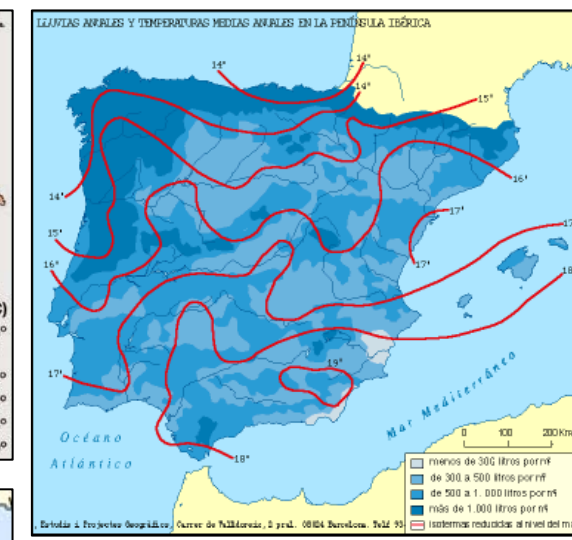 LLUVIAS ANUALES Y TEMPERATURAS MEDIAS ANUALES EN LA PENÍNSULA IBÉRICA
14°
14°
14°
15°
16°
17°
17
17°
18
14°
15°
16°
17°
19°
18°
Océano
Atlántico
Mar Mediterráneo
0 100 200 Km
menos de 300 litros por m²
de 300 a 500 litros por m²
de 500 a 1.000 litros por m²
más de 1.000 litros por m²
isotermas reducidas al nivel del m
Estudis i Projectes Geogràfics, Carrer de Valldoreix, 2 pral. 08024 Barcelona. Telf 93